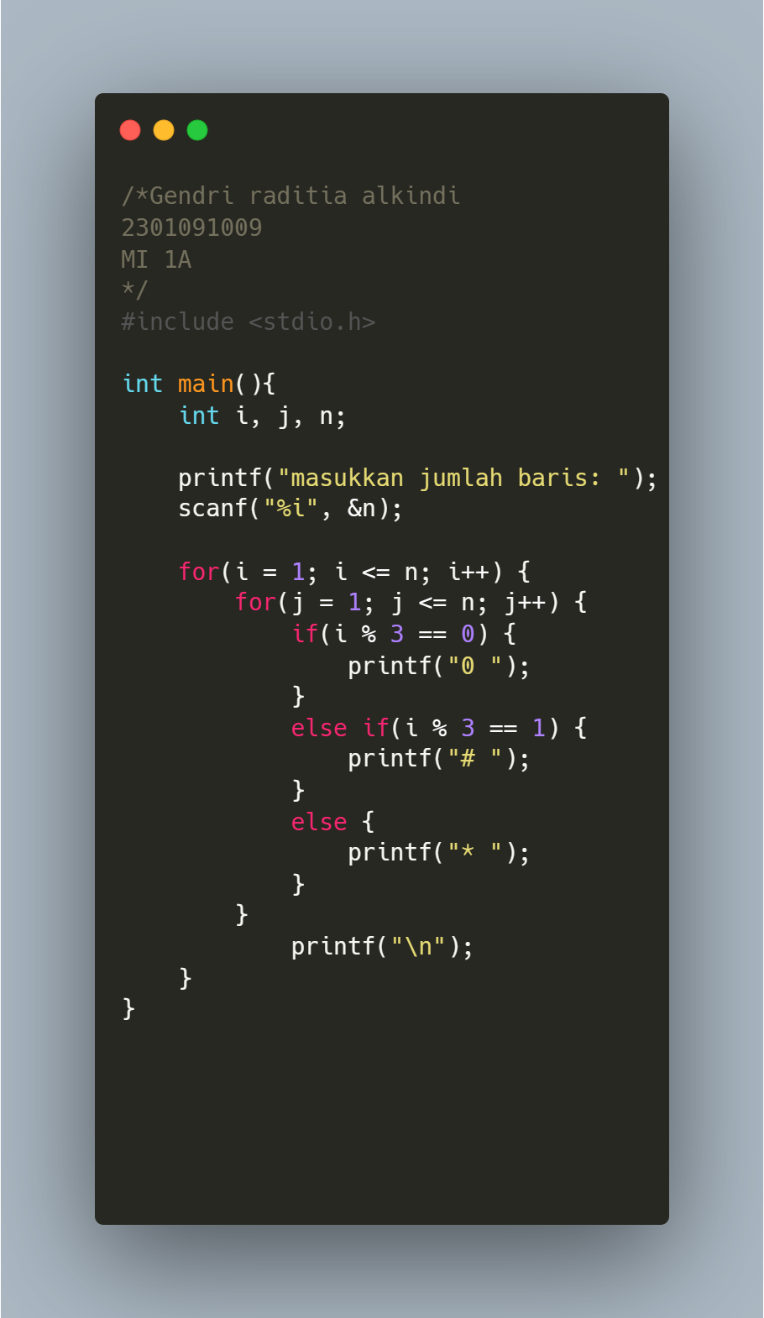 /*Gendri raditia alkindi
2301091009
MI 1A
*/
#include <stdio.h>

int main(){
    int i, j, n;

    printf("masukkan jumlah baris: ");
    scanf("%i", &n);

    for(i = 1; i <= n; i++) {
        for(j = 1; j <= n; j++) {
            if(i % 3 == 0) {
                printf("0 ");
            }
            else if(i % 3 == 1) {
                printf("# ");
            }
            else {
                printf("* ");
            }
        }
            printf("\n");
    }
}